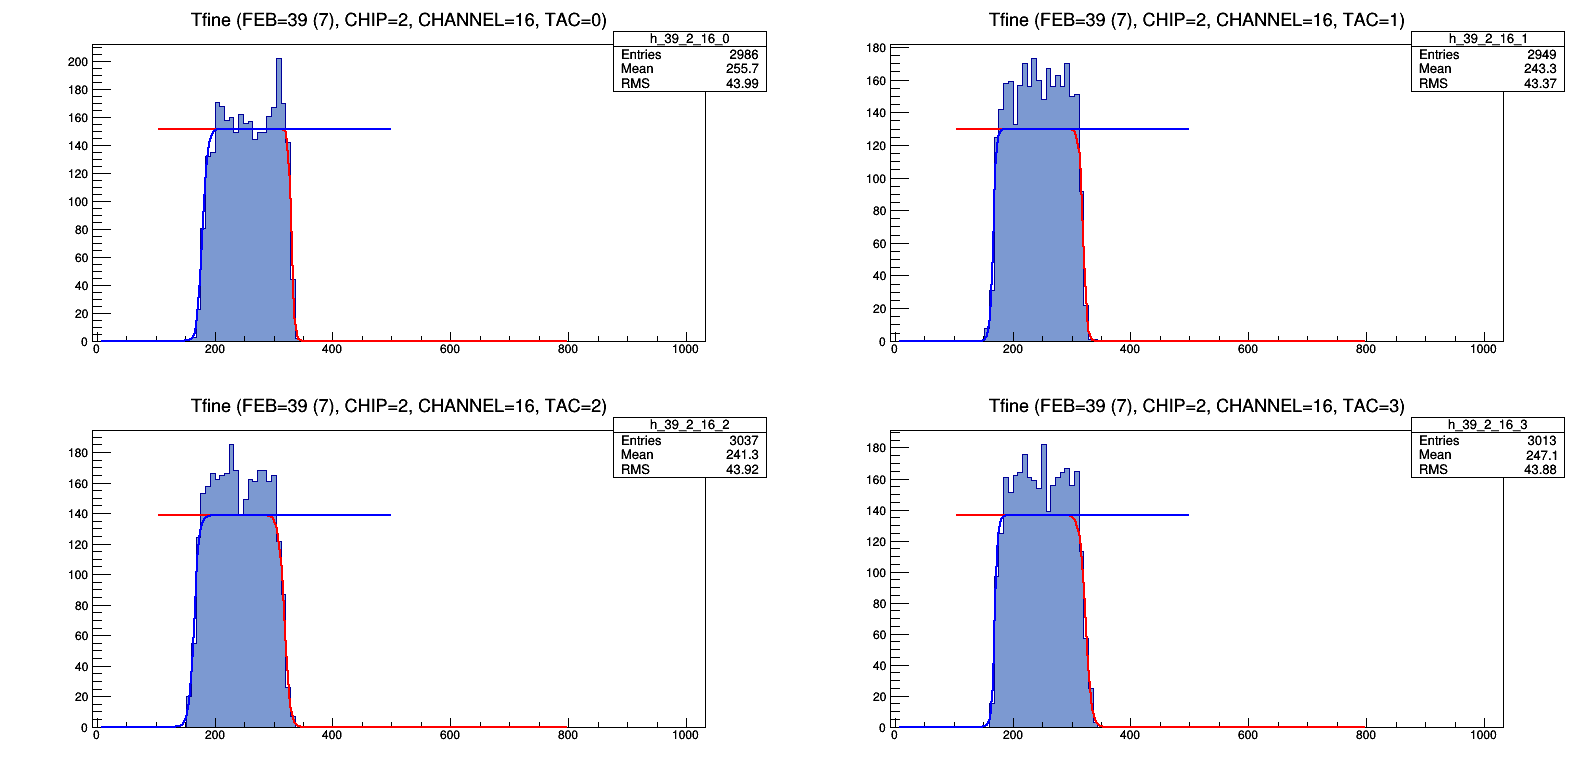 Tfine (FEB=39 (7), CHIP=2, CHANNEL=16, TAC=0)
h_39_2_16_0
Entries 2986
Mean 255.7
RMS 43.99
200
180
160
140
120
100
80
60
40
20
0
0 200 400 600 800 1000
Tfine (FEB=39 (7), CHIP=2, CHANNEL=16, TAC=1)
h_39_2_16_1
Entries 2949
Mean 243.3
RMS 43.37
180
160
140
120
100
80
60
40
20
0
0 200 400 600 800 1000
Tfine (FEB=39 (7), CHIP=2, CHANNEL=16, TAC=2)
h_39_2_16_2
Entries 3037
Mean 241.3
RMS 43.92
180
160
140
120
100
80
60
40
20
0
0 200 400 600 800 1000
Tfine (FEB=39 (7), CHIP=2, CHANNEL=16, TAC=3)
h_39_2_16_3
Entries 3013
Mean 247.1
RMS 43.88
180
160
140
120
100
80
60
40
20
0
0 200 400 600 800 1000